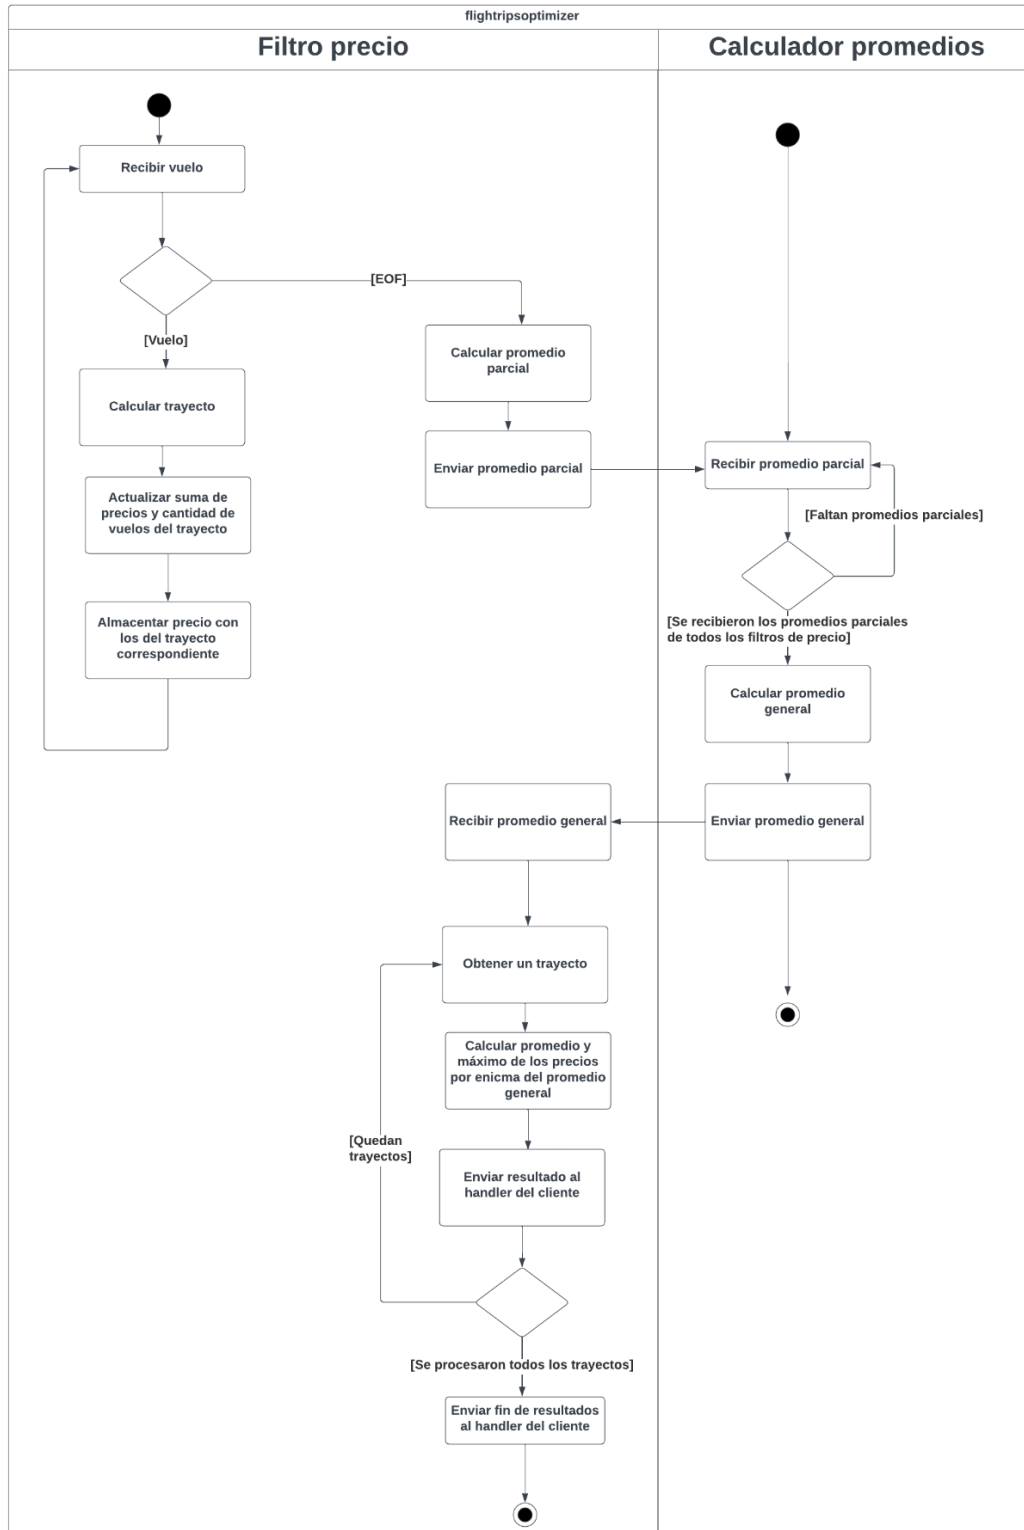 flightripsoptimizer
Filtro precio
Calculador promedios
Recibir vuelo
[EOF]
[Vuelo]
Calcular promedio
parcial
Calcular trayecto
Enviar promedio parcial
Recibir promedio parcial
[Faltan promedios parciales]
Actualizar suma de
precios y cantidad de
vuelos del trayecto
Almacentar precio con
los del trayecto
correspondiente
[Se recibieron los promedios parciales
de todos los filtros de precio]
Calcular promedio
general
Recibir promedio general
Enviar promedio general
Obtener un trayecto
Calcular promedio y
máximo de los precios
por enicma del promedio
general
[Quedan
trayectos]
Enviar resultado al
handler del cliente
[Se procesaron todos los trayectos]
Enviar fin de resultados
al handler del cliente